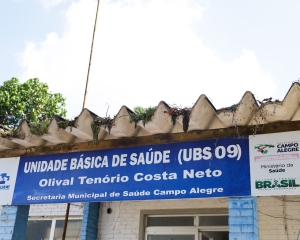 UNIDADE BÁSICA DE SAÚDE (UBS 09)
Olival Tenório Costa Neto
Secretaria Municipal de Saúde Campo Alegre
CAMPO
ALEGRE
Ministério da
Saúde
BRASIL